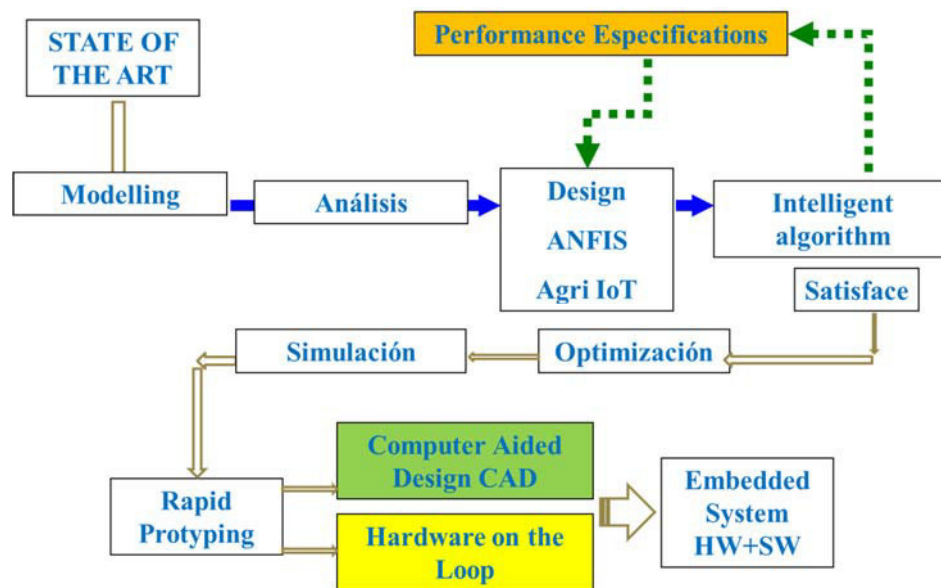 STATE OF
THE ART
Performance Especifications
Modelling
Análisis
Design
ANFIS
Agri IoT
Intelligent
algorithm
Satisface
Simulación
Optimización
Computer Aided
Design CAD
Rapid
Protyping
Hardware on the
Loop
Embedded
System
HW+SW